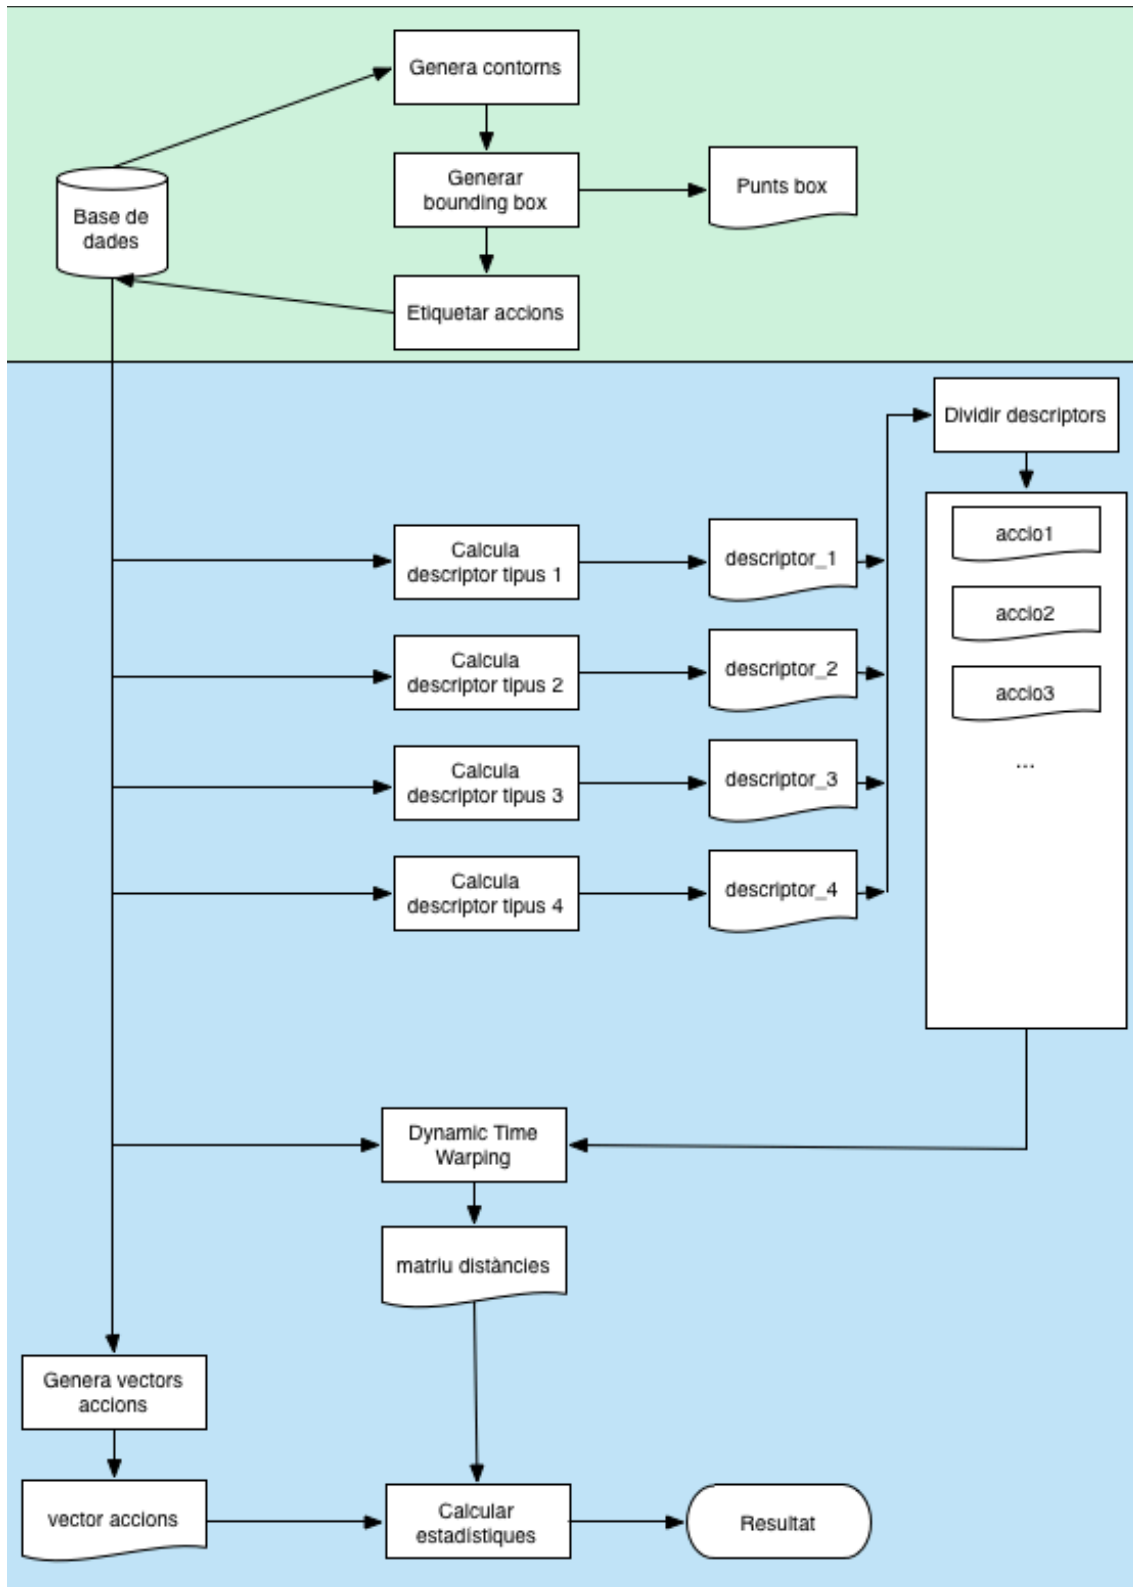 Genera contorns
Generar
bounding box
Punts box
Base de
dades
Etiquetar accions
Dividir descriptors
accio1
accio2
accio3
...
Calcula
descriptor tipus 1
descriptor_1
Calcula
descriptor tipus 2
descriptor_2
Calcula
descriptor tipus 3
descriptor_3
Calcula
descriptor tipus 4
descriptor_4
Dynamic Time
Warping
matriu distàncies
Genera vectors
accions
vector accions
Calcular
estadístiques
Resultat